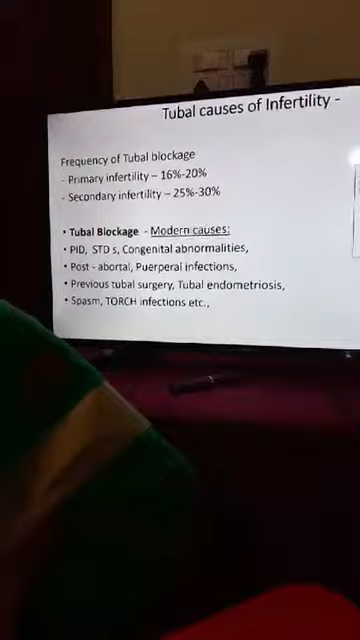 Tubal causes of Infertility -
Frequency of Tubal blockage
- Primary infertility – 16%-20%
- Secondary infertility – 25%-30%
• Tubal Blockage - Modern causes:
• PID, STD s, Congenital abnormalities,
• Post - abortal, Puerperal infections,
• Previous tubal surgery, Tubal endometriosis,
• Spasm, TORCH infections etc.,